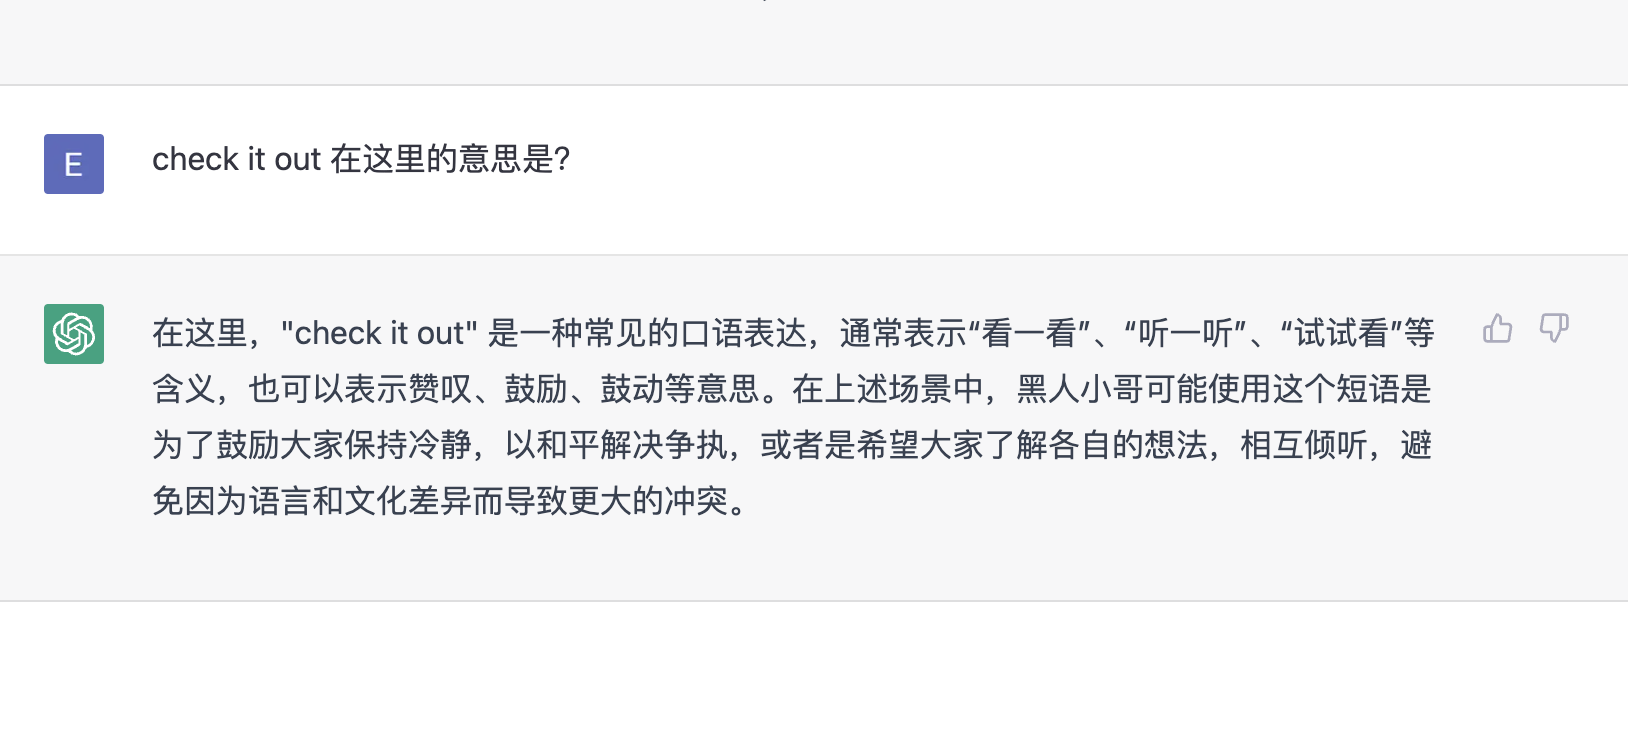 E
check it out 在这里的意思是?
在这里，"check it out" 是一种常见的口语表达，通常表示“看一看”、“听一听”、“试试看”等
含义，也可以表示赞叹、鼓励、鼓动等意思。在上述场景中，黑人小哥可能使用这个短语是
为了鼓励大家保持冷静，以和平解决争执，或者是希望大家了解各自的想法，相互倾听，避
免因为语言和文化差异而导致更大的冲突。